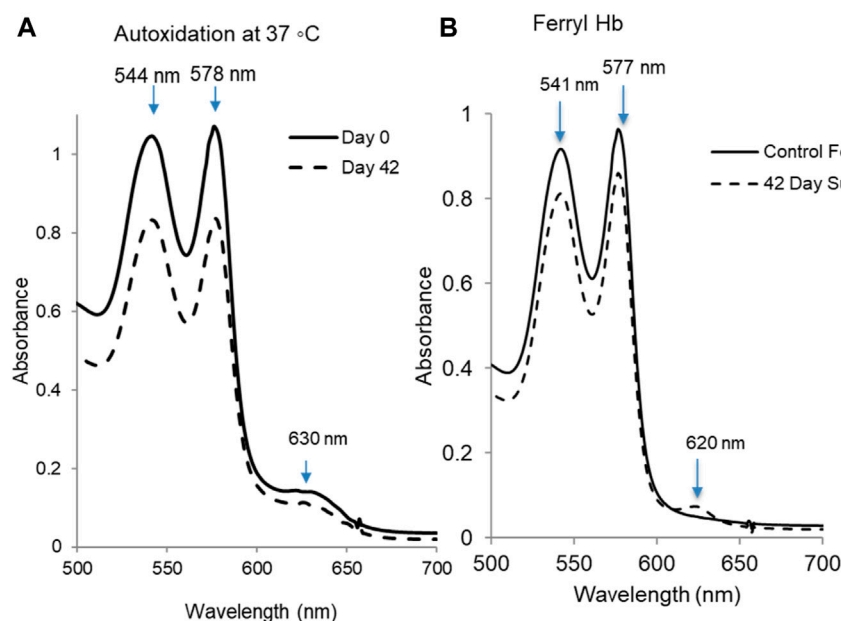 A
Autoxidation at 37 ◦C
544 nm
578 nm
Day 0
Day 42
630 nm
Absorbance
1
0.8
0.6
0.4
0.2
0
500
550
600
650
700
Wavelength (nm)
B
Ferryl Hb
541 nm
577 nm
Control Fe
42 Day Su
620 nm
Absorbance
1
0.8
0.6
0.4
0.2
0
500
550
600
650
700
Wavelength (nm)